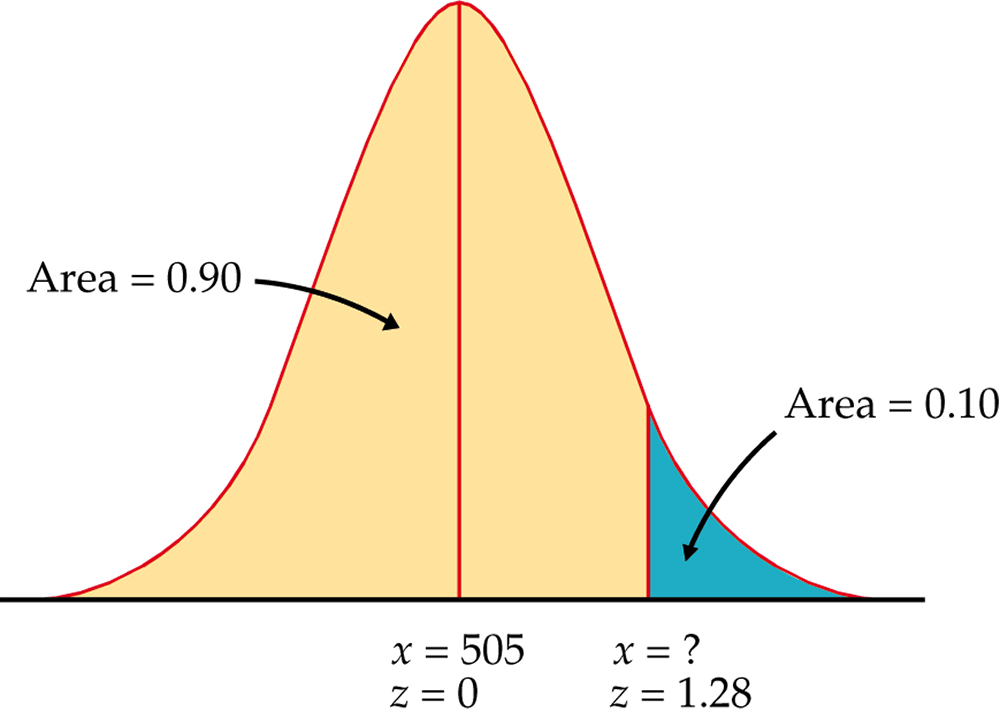 Area = 0.90
Area = 0.10
x = 505
z = 0
x = ?
z = 1.28